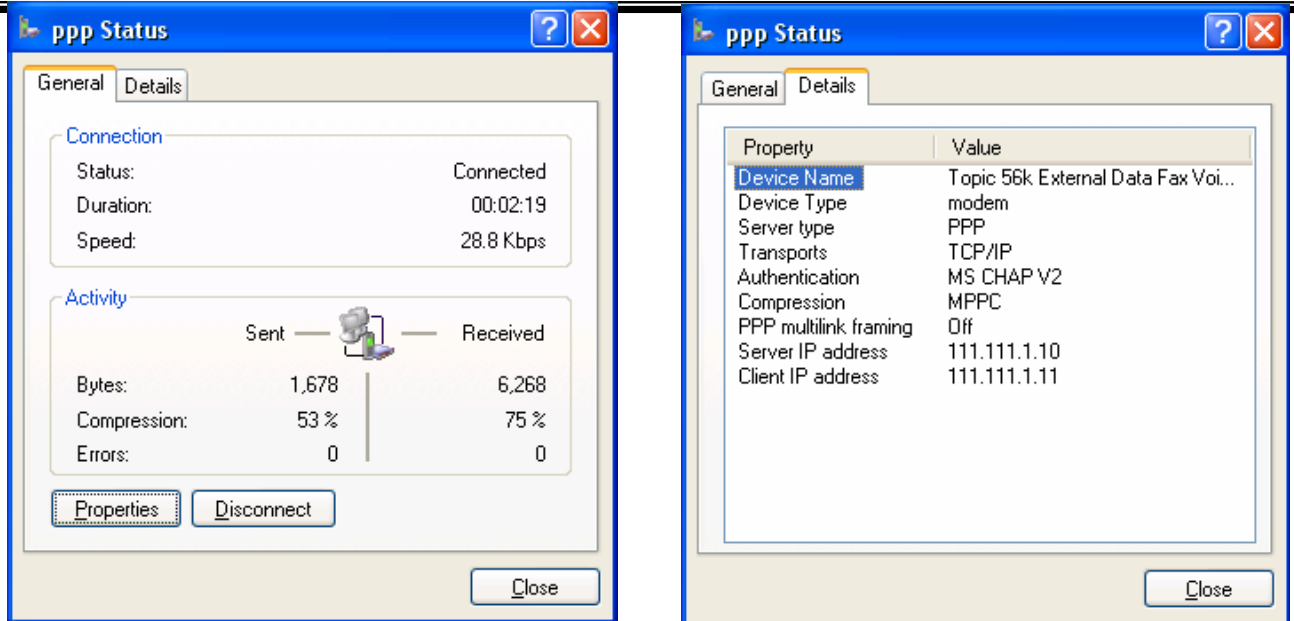 ppp Status
General Details
Connection
Status: Connected
Duration: 00:02:19
Speed: 28.8 Kbps
Activity
Sent Received
Bytes: 1,678 6,268
Compression: 53 % 75 %
Errors: 0 0
Properties Disconnect
Close
ppp Status
General Details
Property Value
Device Name Topic 56k External Data Fax Voi...
Device Type modem
Server type PPP
Transports TCP/IP
Authentication MS CHAP V2
Compression MPPC
PPP multilink framing Off
Server IP address 111.111.1.10
Client IP address 111.111.1.11
Close